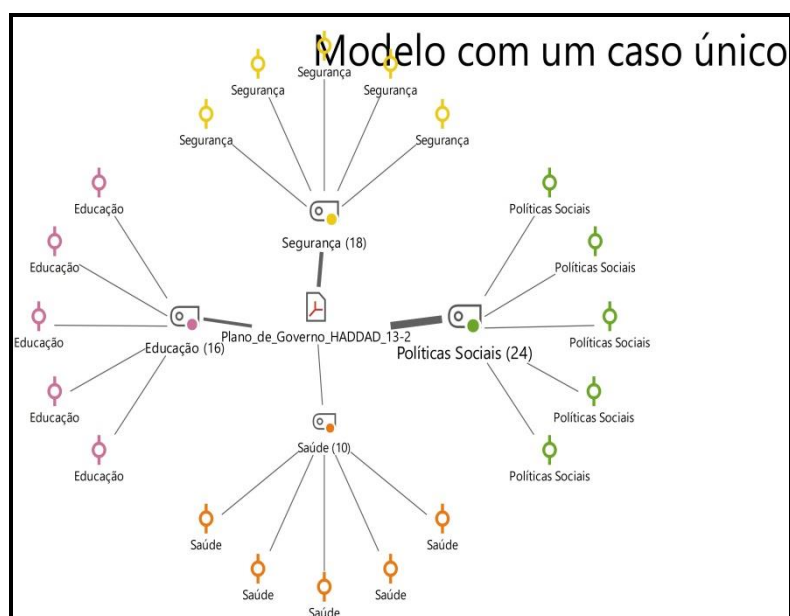 Modelo com um caso único
Segurança
Segurança
Segurança
Segurança
Segurança
Segurança (18)
Educação
Educação
Educação
Educação
Educação
Educação (16)
Plano_de_Governo_HADDAD_13-2
Políticas Sociais (24)
Políticas Sociais
Políticas Sociais
Políticas Sociais
Políticas Sociais
Políticas Sociais
Saúde (10)
Saúde
Saúde
Saúde
Saúde
Saúde